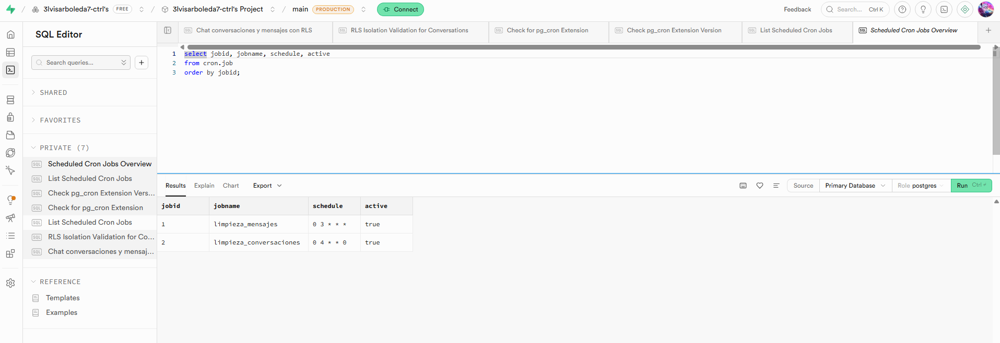 / 3lvisarboleda7-ctrl's FREE / 3lvisarboleda7-ctrl's Project / main PRODUCTION Connect Feedback Search... Ctrl K
SQL Editor
Chat conversaciones y mensajes con RLS
RLS Isolation Validation for Conversations
Check for pg_cron Extension
Check pg_cron Extension Version
List Scheduled Cron Jobs
Scheduled Cron Jobs Overview
Search queries...
SHARED
FAVORITES
PRIVATE (7)
SQL Scheduled Cron Jobs Overview
SQL List Scheduled Cron Jobs
SQL Check pg_cron Extension Vers...
SQL Check for pg_cron Extension
SQL List Scheduled Cron Jobs
SQL RLS Isolation Validation for Co...
SQL Chat conversaciones y mensaj...
REFERENCE
Templates
Examples
1 select jobid, jobname, schedule, active
2 from cron.job
3 order by jobid;
Results Explain Chart Export Source Primary Database Role postgres Run Ctrl ↵
jobid jobname schedule active
1 limpieza_mensajes 0 3 * * * true
2 limpieza_conversaciones 0 4 * * 0 true